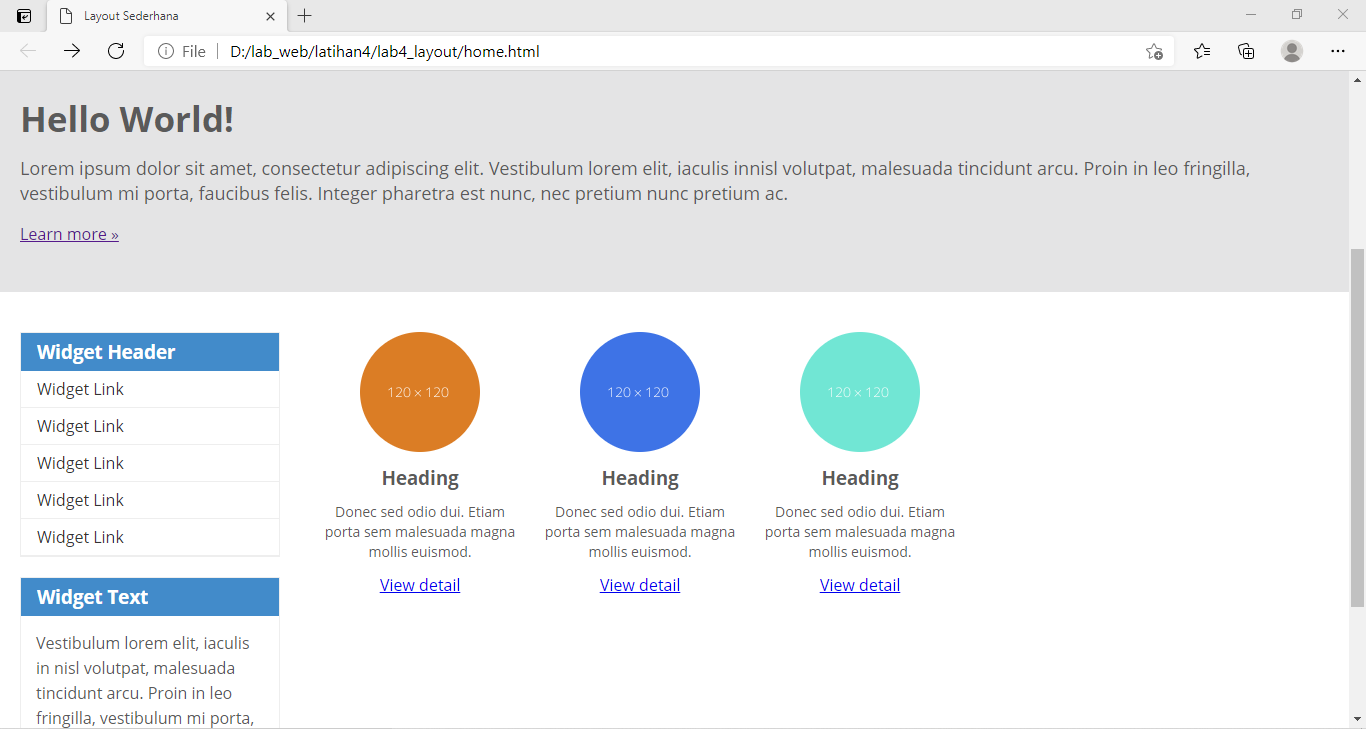 Layout Sederhana
File
D:/lab_web/latihan4/lab4_layout/home.html
Hello World!
Lorem ipsum dolor sit amet, consectetur adipiscing elit. Vestibulum lorem elit, iaculis innisl volutpat, malesuada tincidunt arcu. Proin in leo fringilla,
vestibulum mi porta, faucibus felis. Integer pharetra est nunc, nec pretium nunc pretium ac.
Learn more »
Widget Header
Widget Link
Widget Link
Widget Link
Widget Link
Widget Link
Widget Text
Vestibulum lorem elit, iaculis
in nisl volutpat, malesuada
tincidunt arcu. Proin in leo
fringilla, vestibulum mi porta,
120 × 120
Heading
Donec sed odio dui. Etiam
porta sem malesuada magna
mollis euismod.
View detail
120 × 120
Heading
Donec sed odio dui. Etiam
porta sem malesuada magna
mollis euismod.
View detail
120 × 120
Heading
Donec sed odio dui. Etiam
porta sem malesuada magna
mollis euismod.
View detail